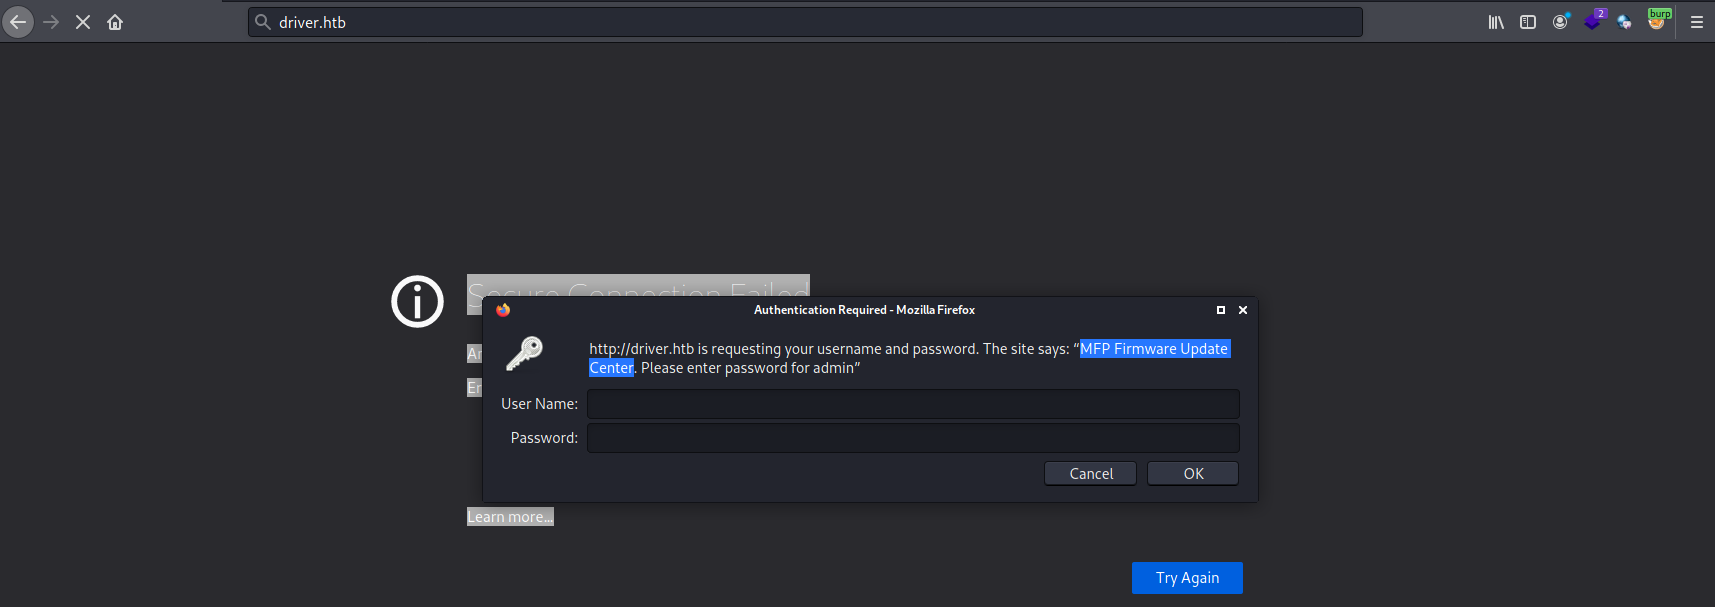 driver.htb
2
burp
Secure Connection Failed
Authentication Required - Mozilla Firefox
http://driver.htb is requesting your username and password. The site says: “MFP Firmware Update
Center. Please enter password for admin”
User Name:
Password:
Cancel OK
Learn more…
Try Again